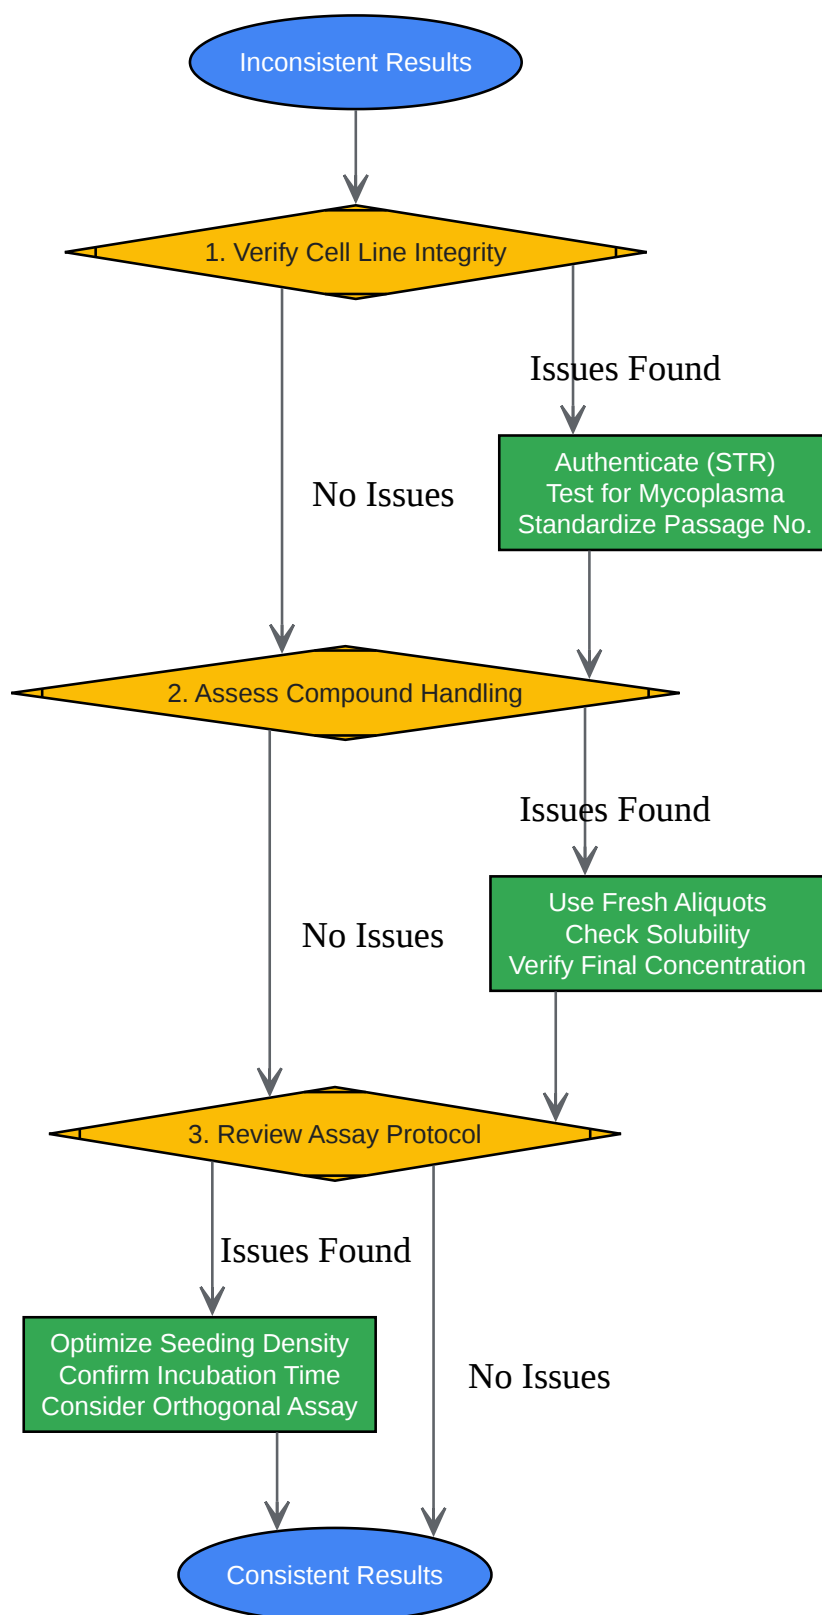 Inconsistent Results
1. Verify Cell Line Integrity
Issues Found
Authenticate (STR)
Test for Mycoplasma
Standardize Passage No.
No Issues
2. Assess Compound Handling
Issues Found
Use Fresh Aliquots
Check Solubility
Verify Final Concentration
No Issues
3. Review Assay Protocol
Issues Found
Optimize Seeding Density
Confirm Incubation Time
Consider Orthogonal Assay
No Issues
Consistent Results